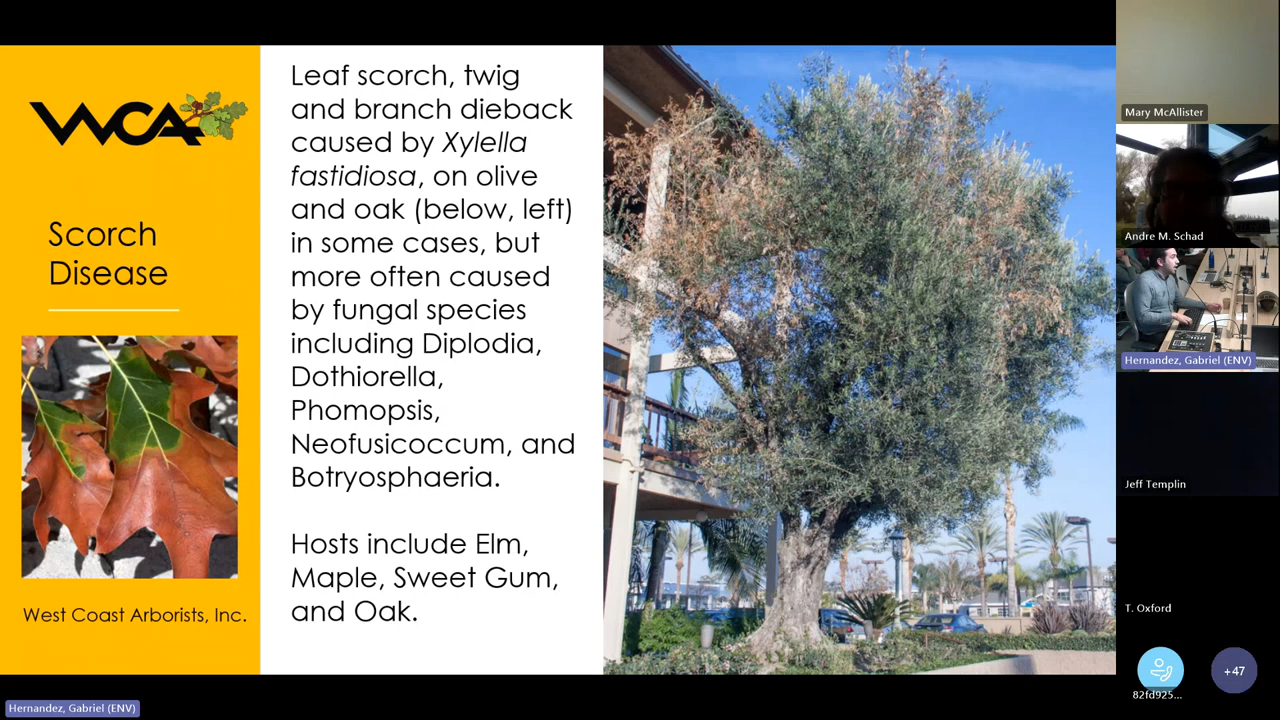 WCA
Scorch
Disease
West Coast Arborists, Inc.
Leaf scorch, twig
and branch dieback
caused by Xylella
fastidiosa, on olive
and oak (below, left)
in some cases, but
more often caused
by fungal species
including Diplodia,
Dothiorella,
Phomopsis,
Neofusicoccum, and
Botryosphaeria.
Hosts include Elm,
Maple, Sweet Gum,
and Oak.
Mary McAllister
Andre M. Schad
Hernandez, Gabriel (ENV)
Jeff Templin
T. Oxford
82fd925...
+47
Hernandez, Gabriel (ENV)